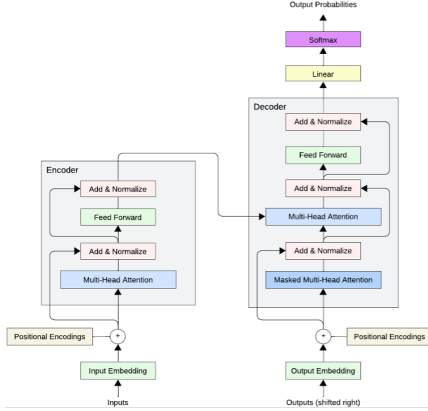 Output Probabilities
Softmax
Linear
Decoder
Add & Normalize
Feed Forward
Encoder
Add & Normalize
Add & Normalize
Feed Forward
Multi-Head Attention
Add & Normalize
Add & Normalize
Multi-Head Attention
Masked Multi-Head Attention
Positional Encodings
+
+
Positional Encodings
Input Embedding
Output Embedding
Inputs
Outputs (shifted right)